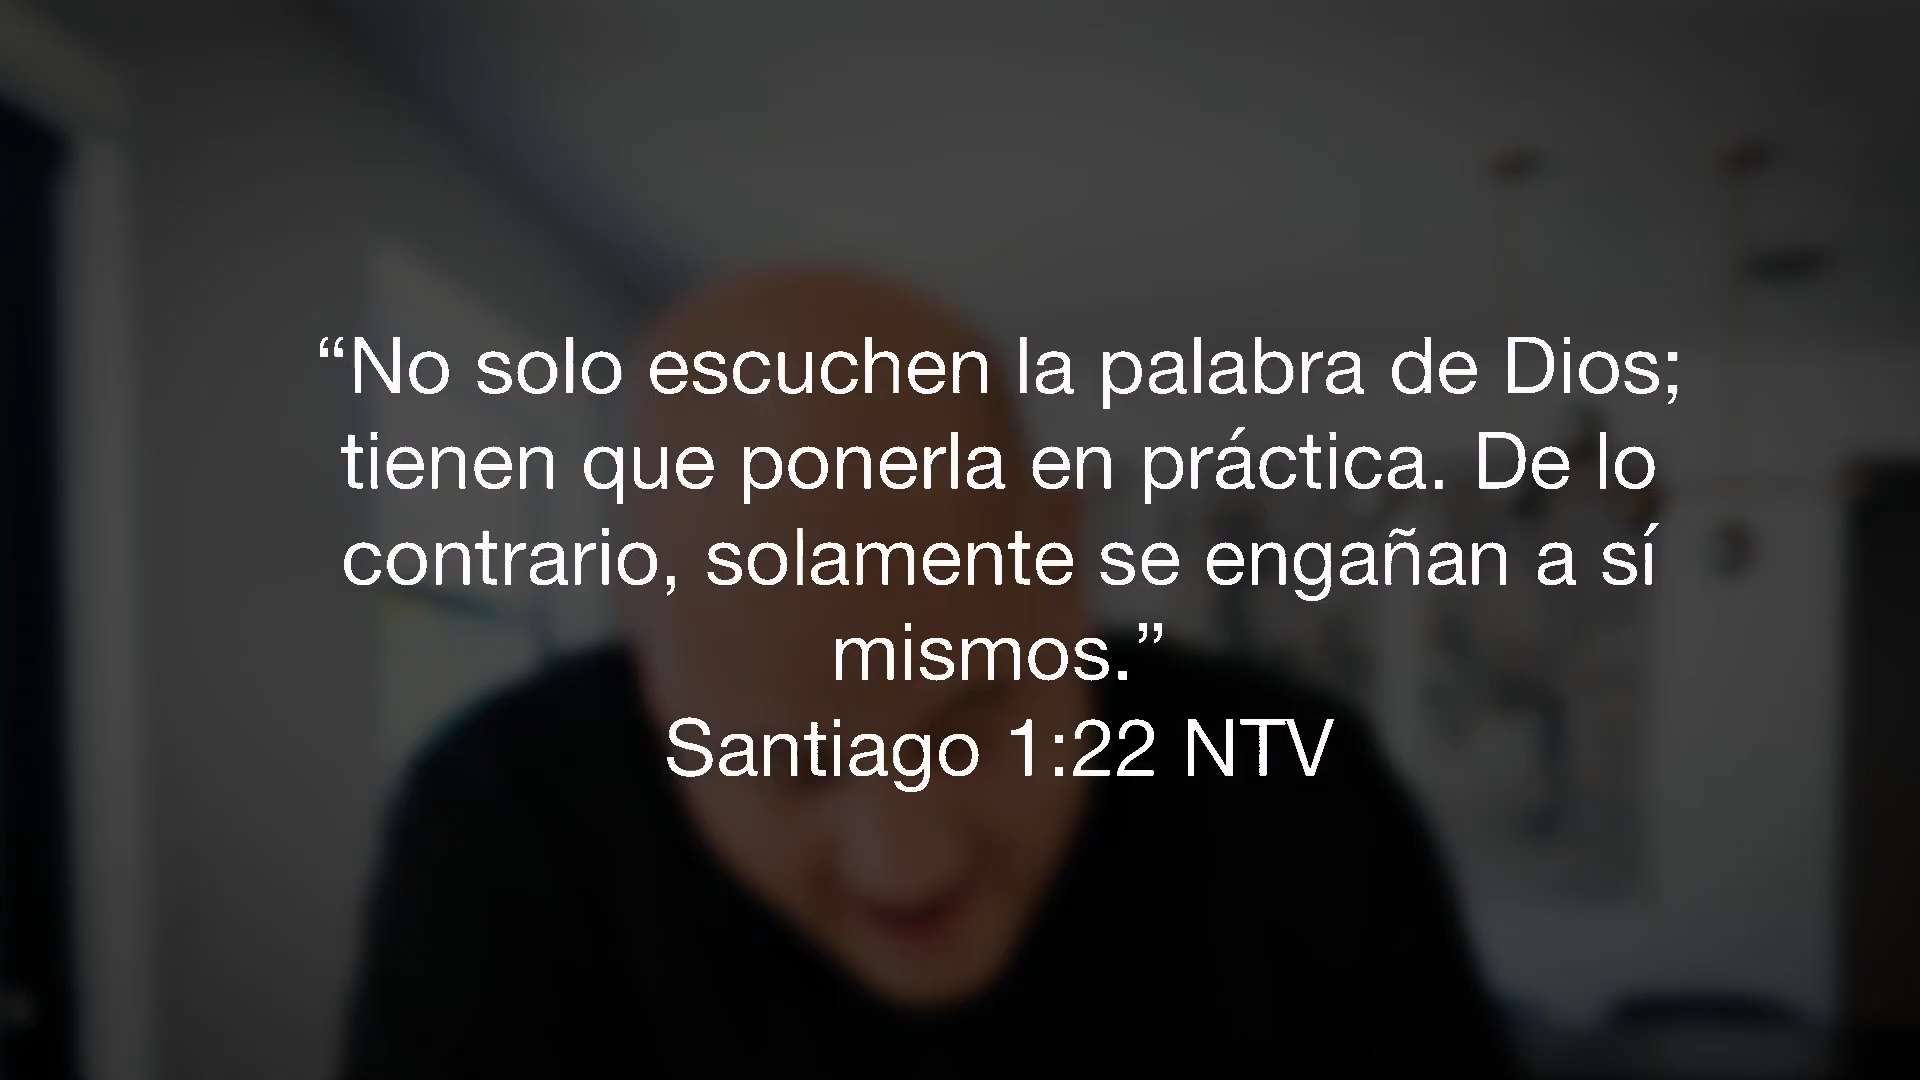 “No solo escuchen la palabra de Dios;
tienen que ponerla en práctica. De lo
contrario, solamente se engañan a sí
mismos.”
Santiago 1:22 NTV